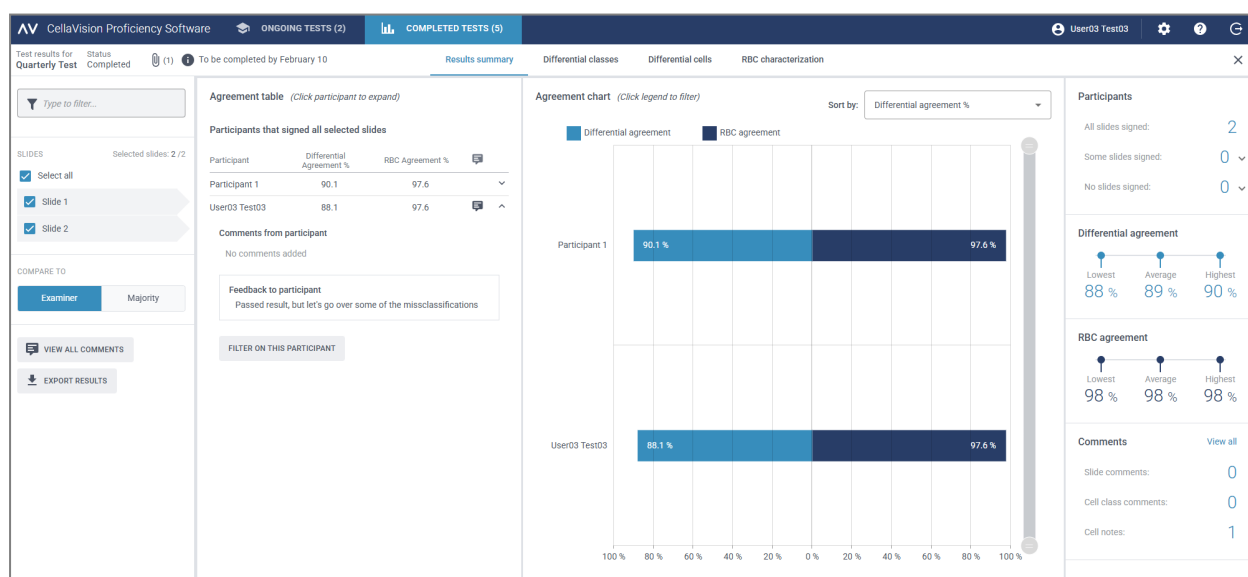 CellaVision Proficiency Software
ONGOING TESTS (2)
COMPLETED TESTS (5)
User03 Test03
Test results for
Quarterly Test
Status
Completed
(1)
To be completed by February 10
Results summary
Differential classes
Differential cells
RBC characterization
Type to filter...
SLIDES
Selected slides: 2 /2
Select all
Slide 1
Slide 2
COMPARE TO
Examiner
Majority
VIEW ALL COMMENTS
EXPORT RESULTS
Agreement table (Click participant to expand)
Participants that signed all selected slides
Participant
Differential
Agreement %
RBC Agreement %
Participant 1 90.1 97.6
User03 Test03 88.1 97.6
Comments from participant
No comments added
Feedback to participant
Passed result, but let's go over some of the missclassifications
FILTER ON THIS PARTICIPANT
Agreement chart (Click legend to filter)
Sort by:
Differential agreement %
Differential agreement
RBC agreement
Participant 1
90.1 %
97.6 %
User03 Test03
88.1 %
97.6 %
100 % 80 % 60 % 40 % 20 % 0 % 20 % 40 % 60 % 80 % 100 %
Participants
All slides signed: 2
Some slides signed: 0
No slides signed: 0
Differential agreement
Lowest Average Highest
88 % 89 % 90 %
RBC agreement
Lowest Average Highest
98 % 98 % 98 %
Comments
View all
Slide comments: 0
Cell class comments: 0
Cell notes: 1